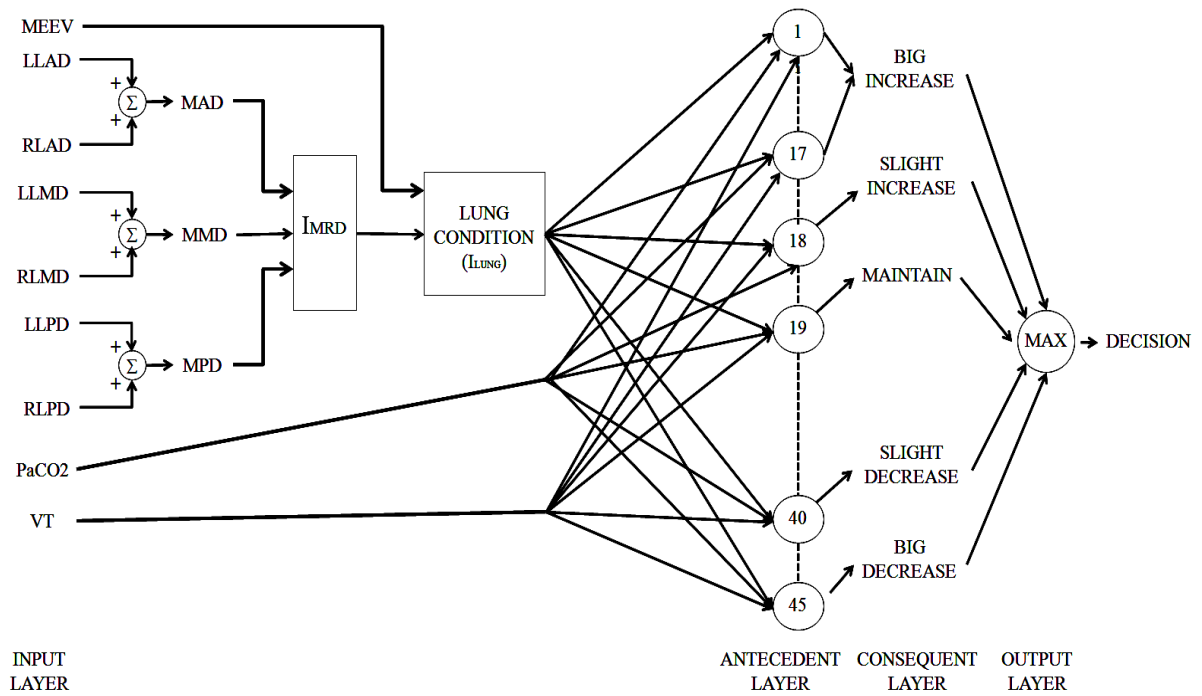 MEEV
LLAD
+
Σ
+
MAD
RLAD
LLMD
+
Σ
+
MMD
RLMD
LLPD
+
Σ
+
MPD
RLPD
PaCO2
VT
IMRD
LUNG
CONDITION
(ILUNG)
1
17
18
19
40
45
BIG
INCREASE
SLIGHT
INCREASE
MAINTAIN
SLIGHT
DECREASE
BIG
DECREASE
MAX
DECISION
INPUT
LAYER
ANTECEDENT
LAYER
CONSEQUENT
LAYER
OUTPUT
LAYER